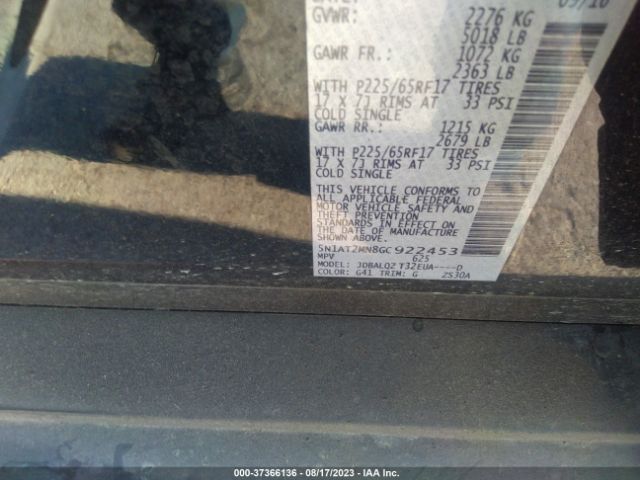 09/16
GVWR: 2276 KG
5018 LB
GAWR FR.: 1072 KG
2363 LB
WITH P225/65RF17 TIRES
17 X 7J RIMS AT 33 PSI
COLD SINGLE
GAWR RR.: 1215 KG
2679 LB
WITH P225/65RF17 TIRES
17 X 7J RIMS AT 33 PSI
COLD SINGLE
THIS VEHICLE CONFORMS TO
ALL APPLICABLE FEDERAL
MOTOR VEHICLE SAFETY AND
THEFT PREVENTION
STANDARDS IN EFFECT ON
THE DATE OF MANUFACTURE
SHOWN ABOVE.
5N1AT2MN8GC922453
MPV 625
MODEL: JDBALQZ T32EUA----D
COLOR: G41 TRIM: G 2S30A
000-37366136 - 08/17/2023 - IAA Inc.